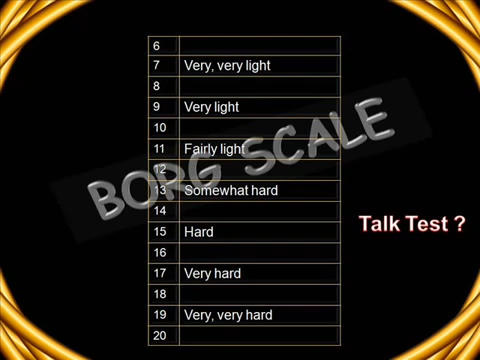 6
7 Very, very light
8
9 Very light
10
11 Fairly light
12
13 Somewhat hard
14
15 Hard
16
17 Very hard
18
19 Very, very hard
20
BORG SCALE
Talk Test ?